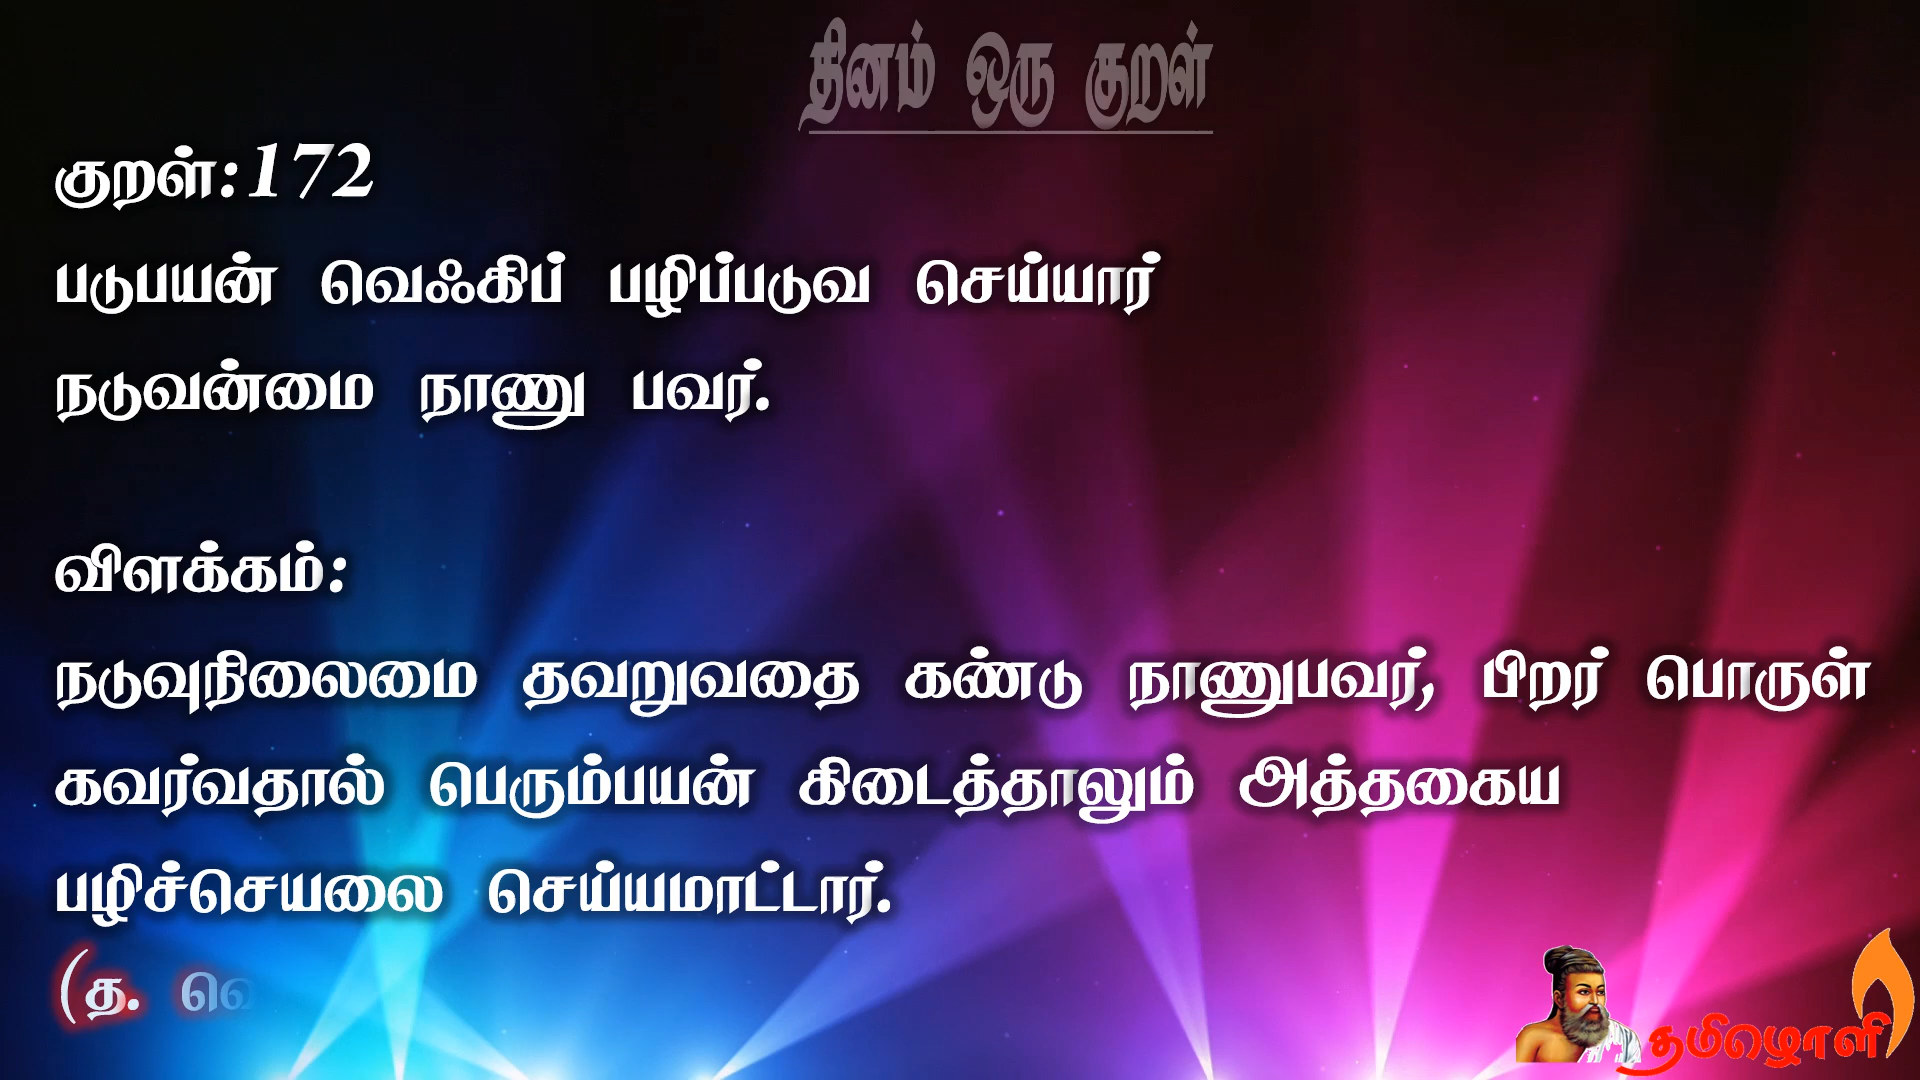 தினம் ஒரு குறள்
குறள்:172
படுபயன் வெஃகிப் பழிப்படுவ செய்யார்
நடுவன்மை நாணு பவர்.
விளக்கம்:
நடுவுநிலைமை தவறுவதை கண்டு நாணுபவர், பிறர் பொருள்
கவர்வதால் பெரும்பயன் கிடைத்தாலும் அத்தகைய
பழிச்செயலை செய்யமாட்டார்.
(த.
தமிழொளி